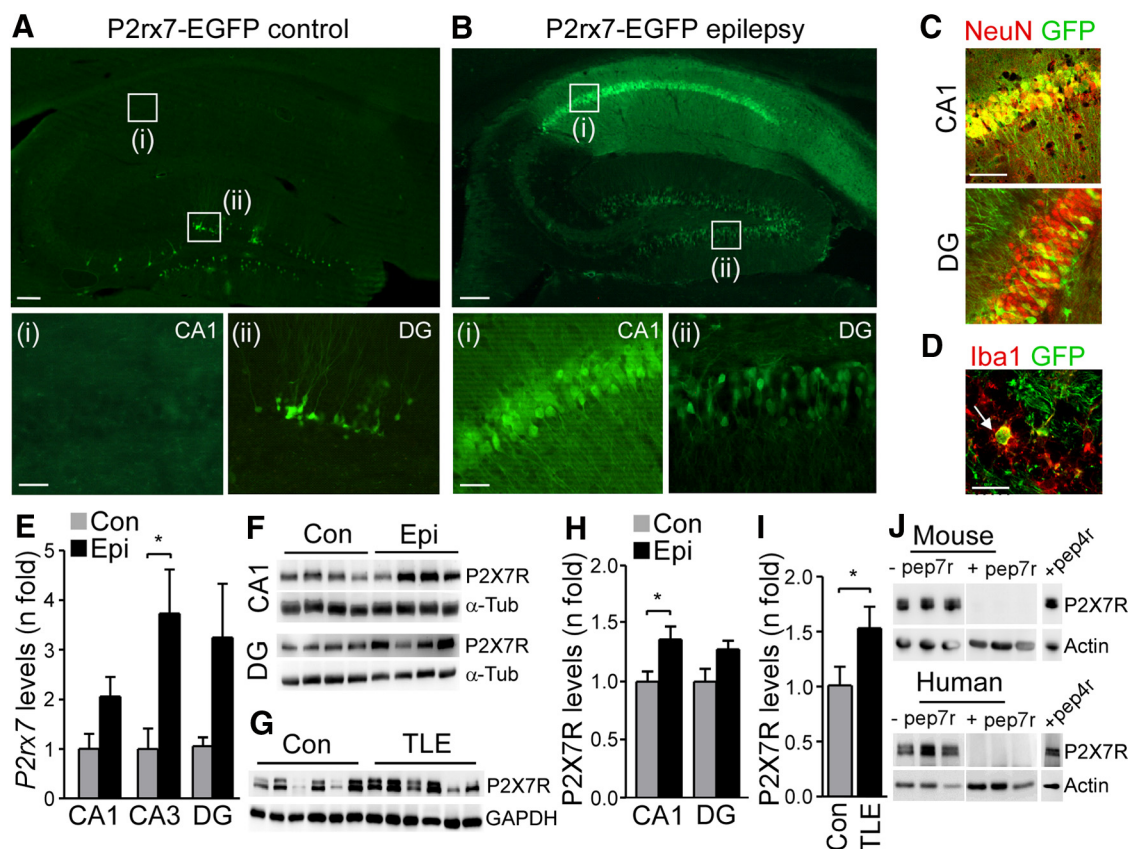 A P2rx7-EGFP control
(i)
(ii)
(i) CA1
(ii) DG
B P2rx7-EGFP epilepsy
(i)
(ii)
(i) CA1
(ii) DG
C NeuN GFP
CA1
DG
D Iba1 GFP
E
Con
Epi
P2rx7 levels (n fold)
5
4
3
2
1
0
*
CA1 CA3 DG
F Con Epi
CA1
P2X7R
α-Tub
DG
P2X7R
α-Tub
G Con TLE
P2X7R
GAPDH
H
Con
Epi
P2X7R levels (n fold)
2.0
1.5
1.0
0.5
0.0
*
CA1 DG
I
P2X7R levels (n fold)
2.0
1.5
1.0
0.5
0.0
*
Con
TLE
J
Mouse
- pep7r + pep7r +pep4r
P2X7R
Actin
Human
- pep7r + pep7r +pep4r
P2X7R
Actin